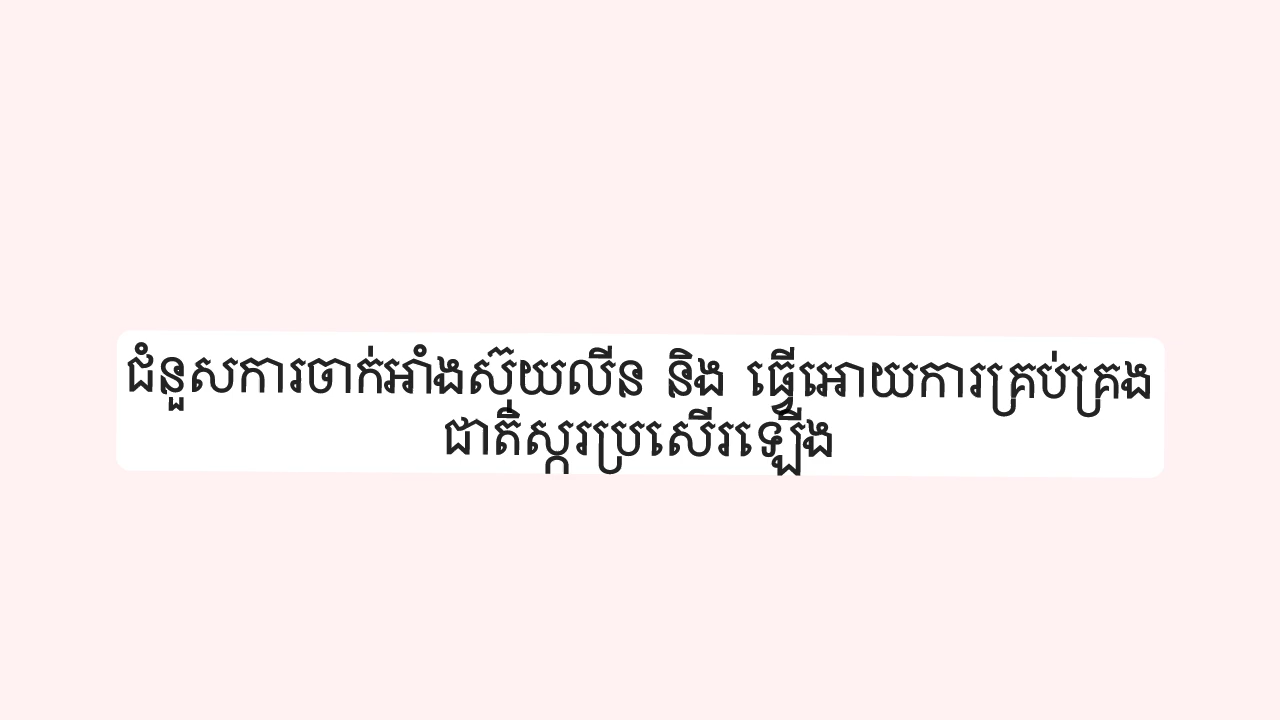 ជំនួសការចាក់អាំងស៊ុយលីន និង ធ្វើអោយការគ្រប់គ្រង
ជាតិ៎ស្ករប្រសើរឡើង